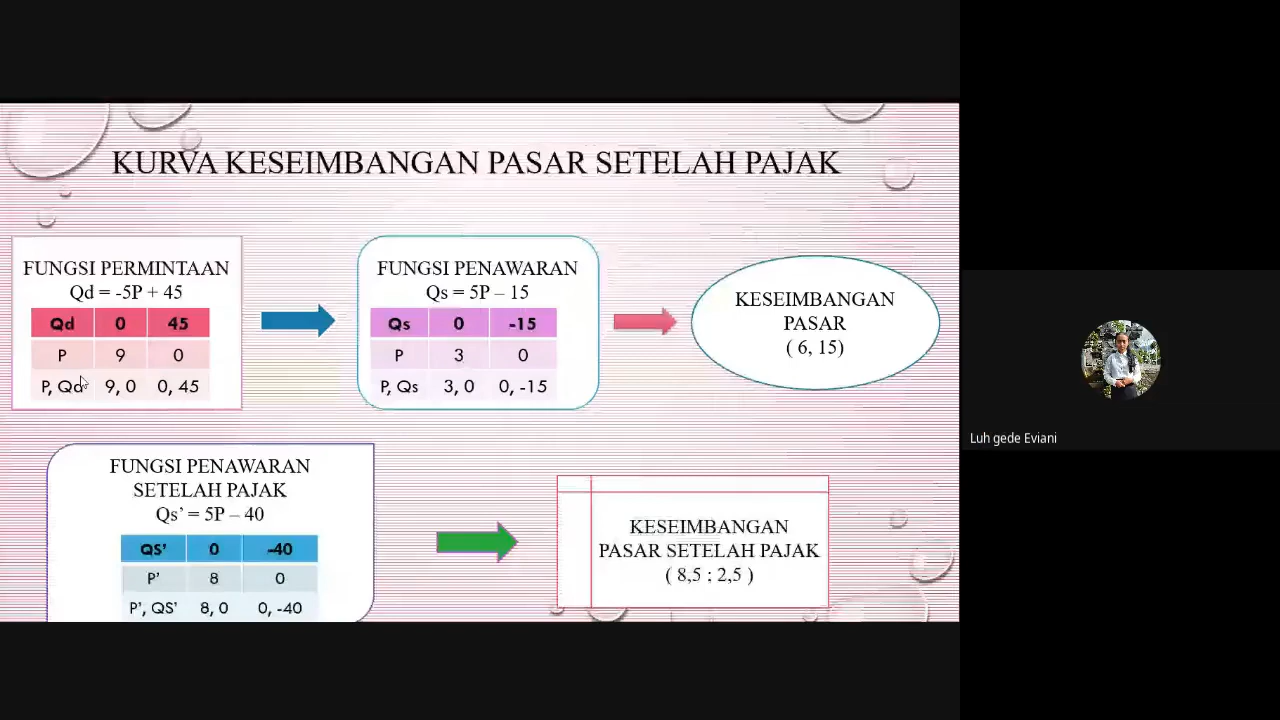 KURVA KESEIMBANGAN PASAR SETELAH PAJAK
FUNGSI PERMINTAAN
Qd = -5P + 45
Qd 0 45
P 9 0
P, Qd 9, 0 0, 45
FUNGSI PENAWARAN
Qs = 5P – 15
Qs 0 -15
P 3 0
P, Qs 3, 0 0, -15
KESEIMBANGAN
PASAR
( 6, 15)
FUNGSI PENAWARAN
SETELAH PAJAK
Qs’ = 5P – 40
QS’ 0 -40
P’ 8 0
P’, QS’ 8, 0 0, -40
KESEIMBANGAN
PASAR SETELAH PAJAK
( 8,5 : 2,5 )
Luh gede Eviani